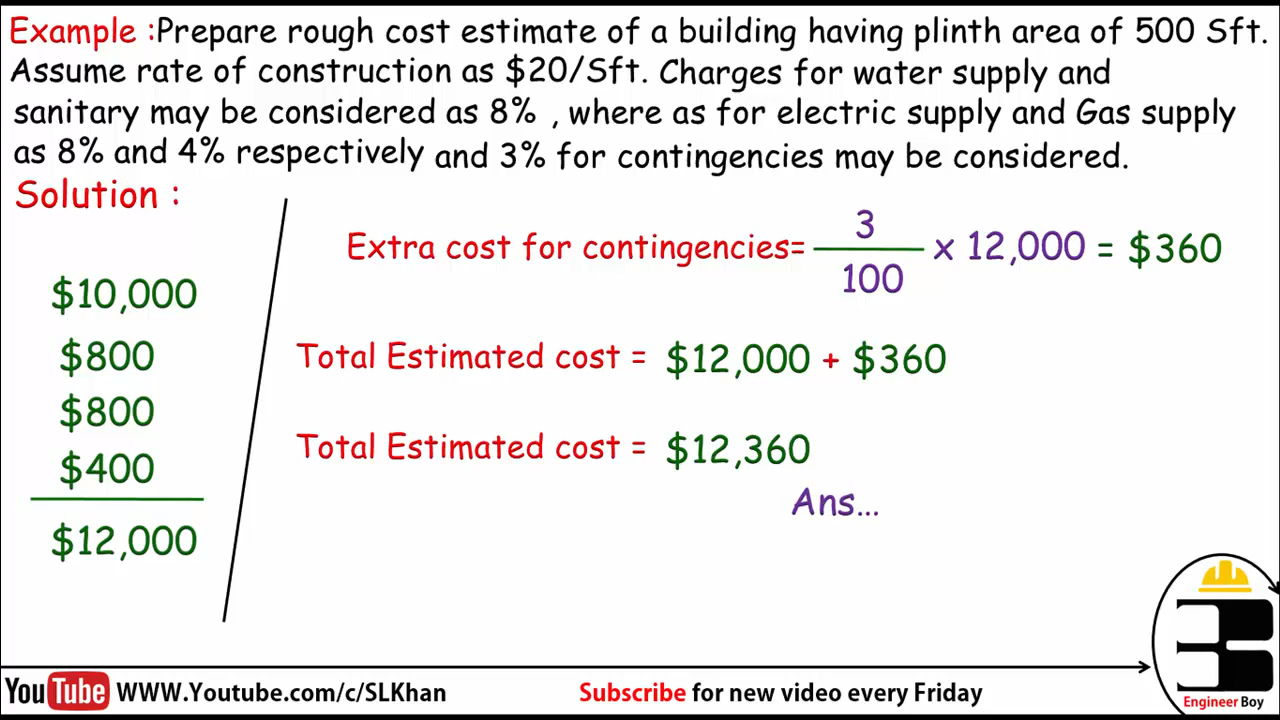 Example :Prepare rough cost estimate of a building having plinth area of 500 Sft.
Assume rate of construction as $20/Sft. Charges for water supply and
sanitary may be considered as 8% , where as for electric supply and Gas supply
as 8% and 4% respectively and 3% for contingencies may be considered.
Solution :
$10,000
$800
$800
$400
$12,000
Extra cost for contingencies= 3/100 x 12,000 = $360
Total Estimated cost = $12,000 + $360
Total Estimated cost = $12,360
Ans...
YouTube WWW.Youtube.com/c/SLKhan
Subscribe for new video every Friday
Engineer Boy